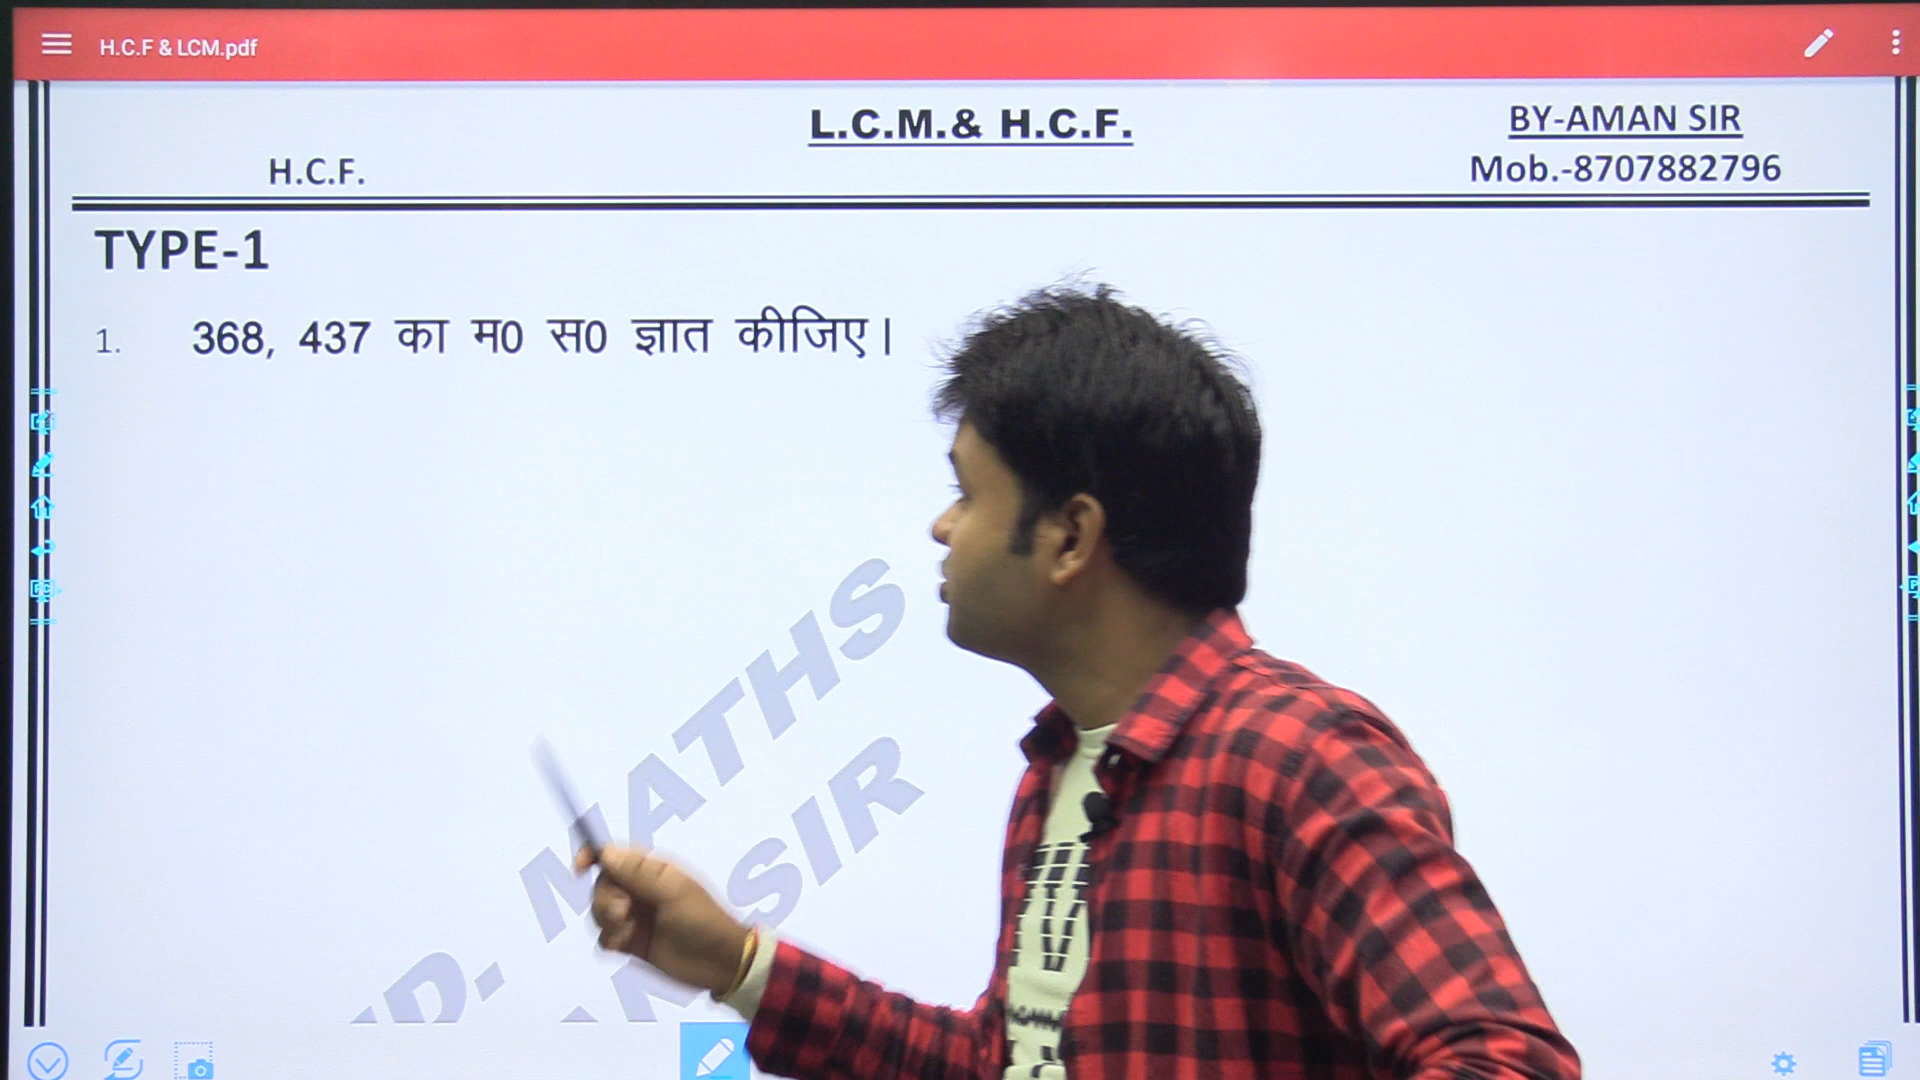 H.C.F & LCM.pdf
L.C.M.& H.C.F.
BY-AMAN SIR
H.C.F.
Mob.-8707882796
TYPE-1
1. 368, 437 का म0 स0 ज्ञात कीजिए।
D. MATHS
SIR